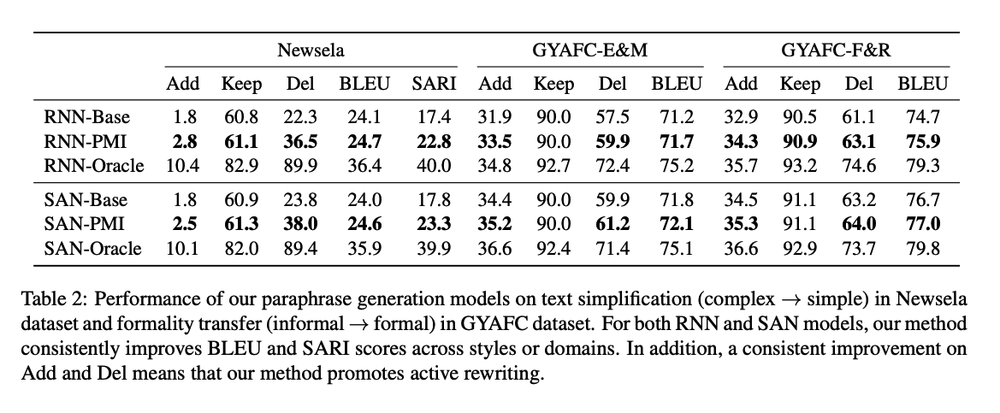 Newsela GYAFC-E&M GYAFC-F&R
Add Keep Del BLEU SARI Add Keep Del BLEU Add Keep Del BLEU
RNN-Base 1.8 60.8 22.3 24.1 17.4 31.9 90.0 57.5 71.2 32.9 90.5 61.1 74.7
RNN-PMI 2.8 61.1 36.5 24.7 22.8 33.5 90.0 59.9 71.7 34.3 90.9 63.1 75.9
RNN-Oracle 10.4 82.9 89.9 36.4 40.0 34.8 92.7 72.4 75.2 35.7 93.2 74.6 79.3
SAN-Base 1.8 60.9 23.8 24.0 17.8 34.4 90.0 59.9 71.8 34.5 91.1 63.2 76.7
SAN-PMI 2.5 61.3 38.0 24.6 23.3 35.2 90.0 61.2 72.1 35.3 91.1 64.0 77.0
SAN-Oracle 10.1 82.0 89.4 35.9 39.9 36.6 92.4 71.4 75.1 36.6 92.9 73.7 79.8
Table 2: Performance of our paraphrase generation models on text simplification (complex → simple) in Newsela
dataset and formality transfer (informal → formal) in GYAFC dataset. For both RNN and SAN models, our method
consistently improves BLEU and SARI scores across styles or domains. In addition, a consistent improvement on
Add and Del means that our method promotes active rewriting.